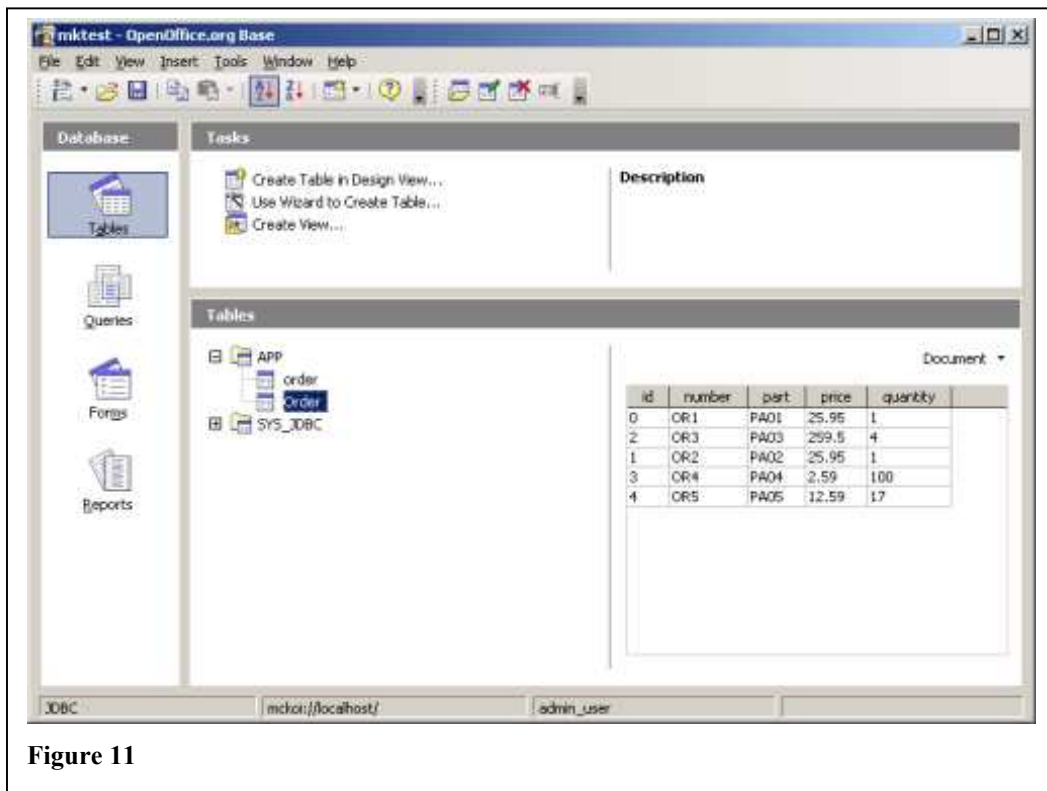 mktest - OpenOffice.org Base
File Edit View Insert Tools Window Help
Database
Tables
Queries
Forms
Reports
Tasks
Create Table in Design View...
Use Wizard to Create Table...
Create View...
Description
Tables
APP
order
Order
SYS_JDBC
Document
id number part price quantity
0 OR1 PA01 25.95 1
2 OR3 PA03 259.5 4
1 OR2 PA02 25.95 1
3 OR4 PA04 2.59 100
4 OR5 PA05 12.59 17
JDBC mckoi://localhost/ admin_user
Figure 11